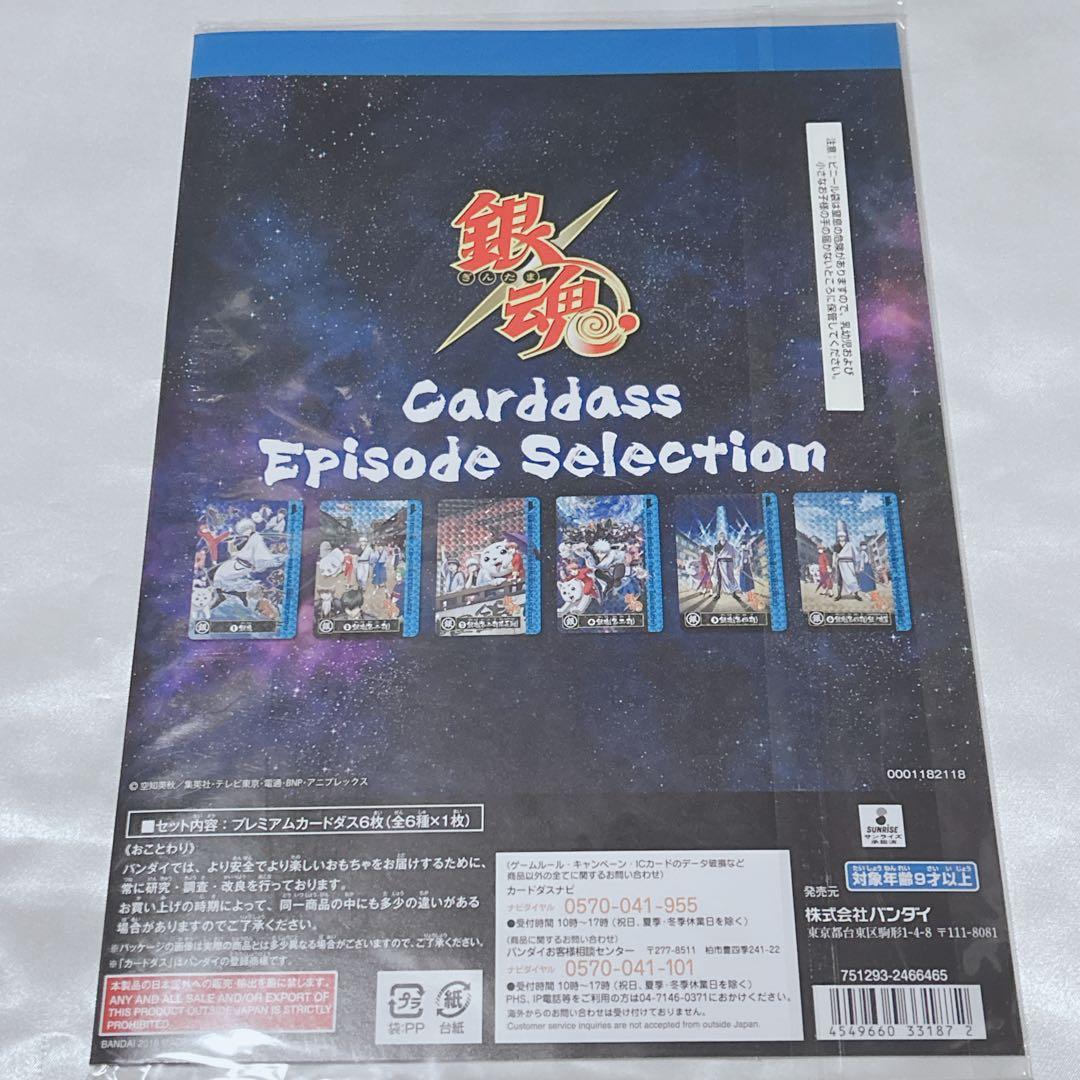 注意：ビニール袋は窒息の危険がありますので、乳幼児および
小さなお子様の手の届かないところに保管してください。
銀魂
ぎんたま
Carddass
Episode Selection
© 空知英秋／集英社・テレビ東京・電通・BNP・アニプレックス
0001182118
■セット内容：プレミアムカードダス6枚（全6種×1枚）
《おことわり》
バンダイでは、より安全でより楽しいおもちゃをお届けするために、
常に研究・調査・改良を行っております。
お買い上げの時期によって、同一商品の中にも多少の違いがある
場合がありますのでご了承ください。
※パッケージの画像は実際の商品とは多少異なる場合がございますので、ご了承ください。
※「カードダス」はバンダイの登録商標です。
本製品の日本国外への販売・輸出を固く禁じます。
ANY AND ALL SALE AND/OR EXPORT OF
THIS PRODUCT OUTSIDE JAPAN IS STRICTLY
PROHIBITED.
BANDAI
プラ
袋:PP
紙
台紙
（ゲームルール・キャンペーン・ICカードのデータ破損など
商品以外の全てに関するお問い合わせ）
カードダスナビ
ナビダイヤル 0570-041-955
●受付時間 10時〜17時（祝日、夏季・冬季休業日を除く）
（商品に関するお問い合わせ）
バンダイお客様相談センター 〒277-8511 柏市豊四季241-22
ナビダイヤル 0570-041-101
●受付時間 10時〜17時（祝日、夏季・冬季休業日を除く）
PHS、IP電話等をご利用の方は04-7146-0371におかけください。
海外からのお問い合わせは受け付けておりません。
Customer service inquiries are not accepted from outside Japan.
SUNRISE
サンライズ
承認済
たいしょうねんれい さいいじょう
対象年齢9才以上
発売元
株式会社バンダイ
東京都台東区駒形1-4-8 〒111-8081
751293-2466465
4549660 33187 2